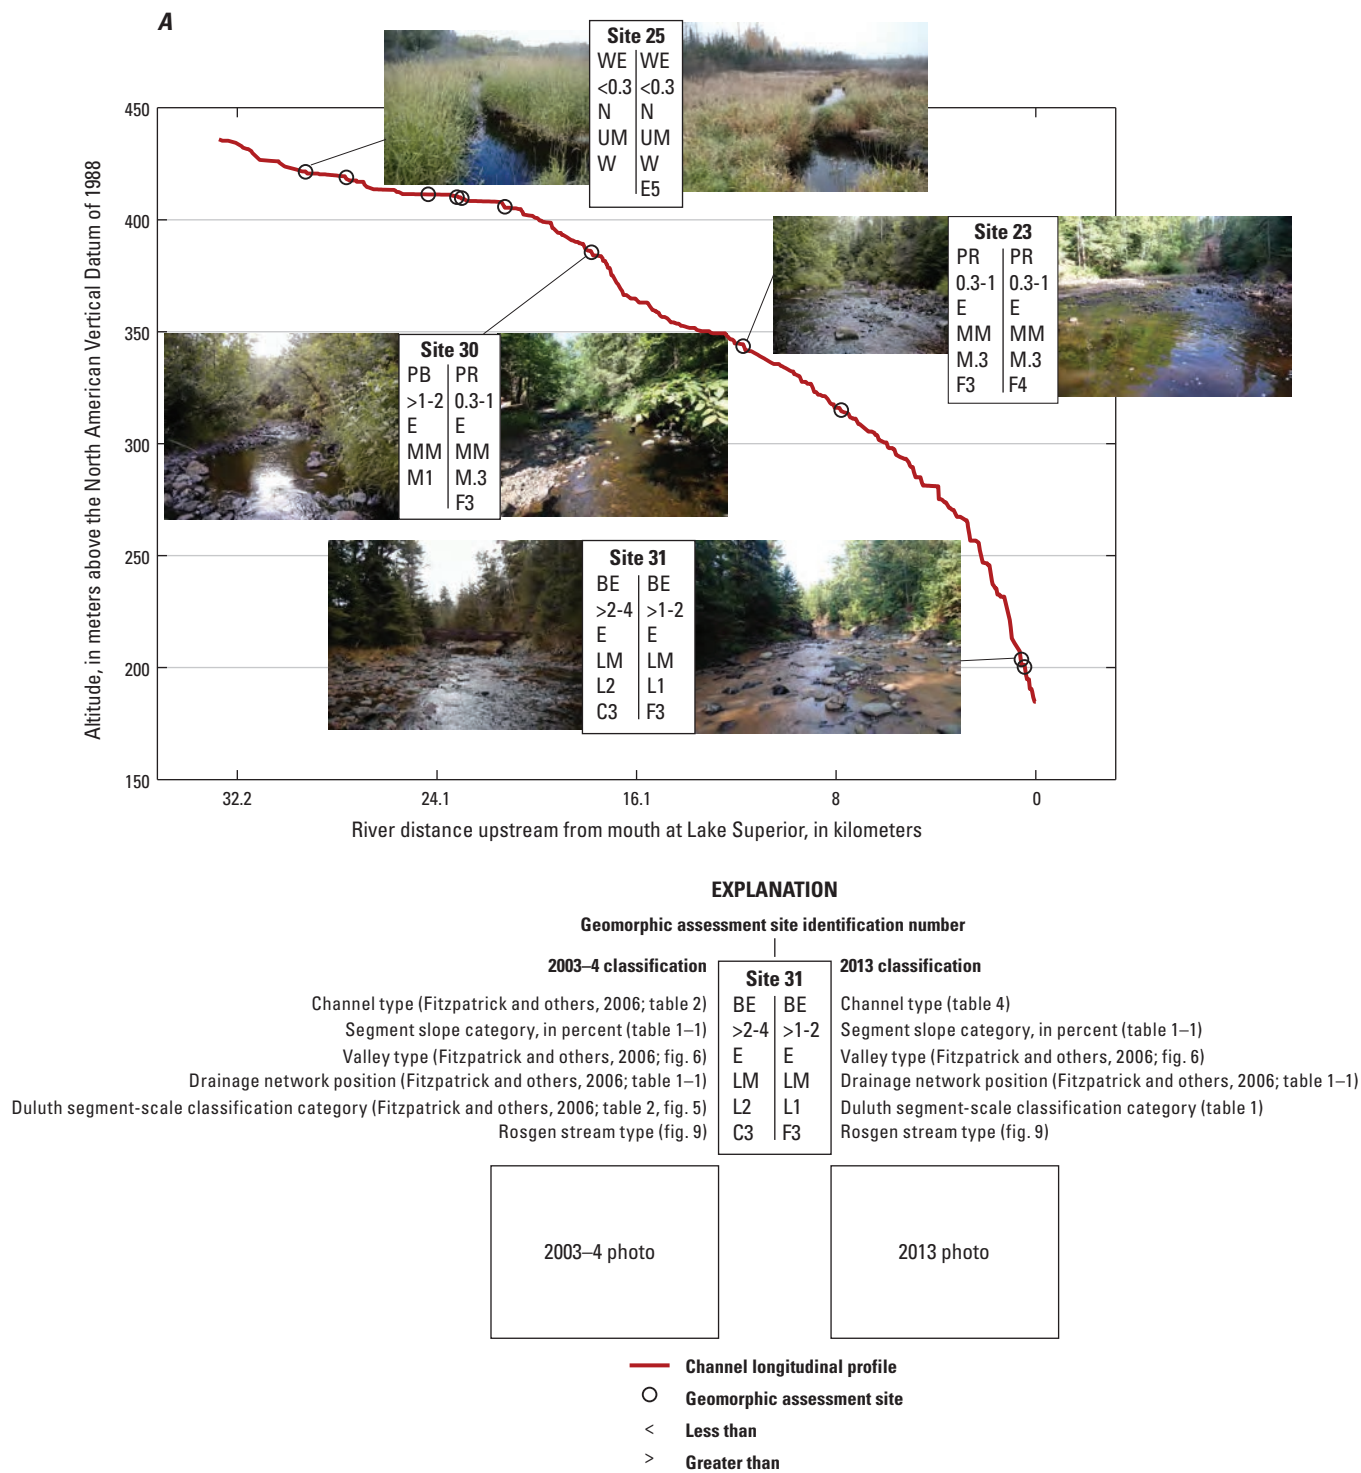 A
Altitude, in meters above the North American Vertical Datum of 1988
450
400
350
300
250
200
150
32.2
24.1
16.1
8
0
River distance upstream from mouth at Lake Superior, in kilometers
Site 25
WE WE
<0.3 <0.3
N N
UM UM
W W
E5
Site 23
PR PR
0.3-1 0.3-1
E E
MM MM
M.3 M.3
F3 F4
Site 30
PB PR
>1-2 0.3-1
E E
MM MM
M1 M.3
F3
Site 31
BE BE
>2-4 >1-2
E E
LM LM
L2 L1
C3 F3
EXPLANATION
Geomorphic assessment site identification number
2003–4 classification Site 31 2013 classification
Channel type (Fitzpatrick and others, 2006; table 2) BE BE Channel type (table 4)
Segment slope category, in percent (table 1–1) >2-4 >1-2 Segment slope category, in percent (table 1–1)
Valley type (Fitzpatrick and others, 2006; fig. 6) E E Valley type (Fitzpatrick and others, 2006; fig. 6)
Drainage network position (Fitzpatrick and others, 2006; table 1–1) LM LM Drainage network position (Fitzpatrick and others, 2006; table 1–1)
Duluth segment-scale classification category (Fitzpatrick and others, 2006; table 2, fig. 5) L2 L1 Duluth segment-scale classification category (table 1)
Rosgen stream type (fig. 9) C3 F3 Rosgen stream type (fig. 9)
2003–4 photo 2013 photo
Channel longitudinal profile
Geomorphic assessment site
< Less than
> Greater than